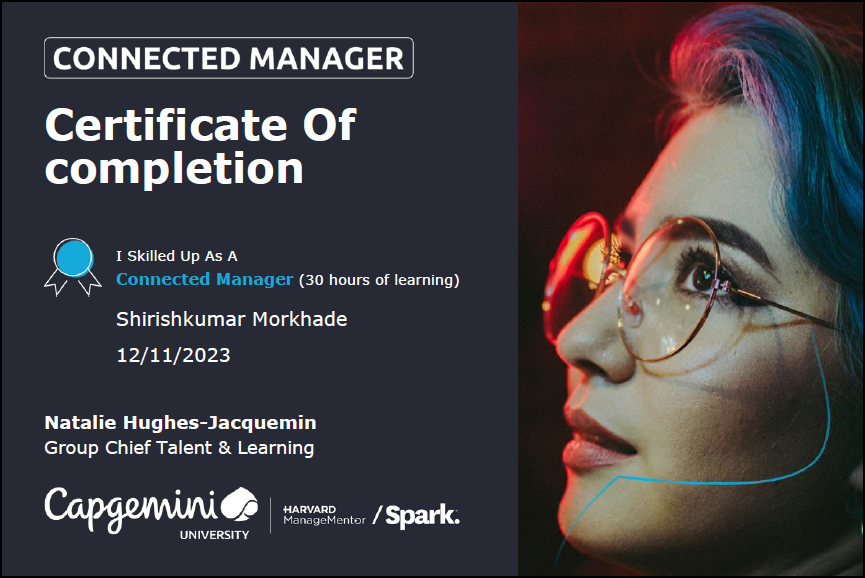 CONNECTED MANAGER
Certificate Of
completion
I Skilled Up As A
Connected Manager (30 hours of learning)
Shirishkumar Morkhade
12/11/2023
Natalie Hughes-Jacquemin
Group Chief Talent & Learning
Capgemini
UNIVERSITY
HARVARD
ManageMentor
/ Spark.